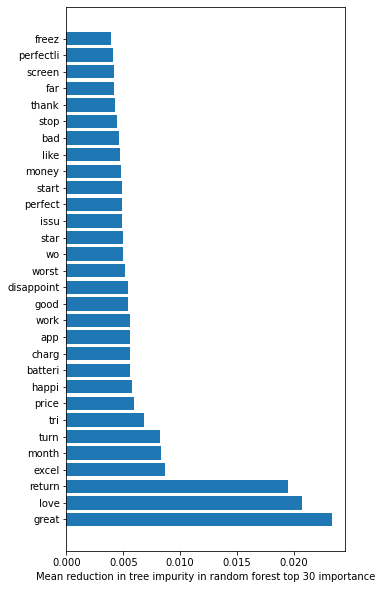 freez
perfectli
screen
far
thank
stop
bad
like
money
start
perfect
issu
star
wo
worst
disappoint
good
work
app
charg
batteri
happi
price
tri
turn
month
excel
return
love
great
0.000 0.005 0.010 0.015 0.020
Mean reduction in tree impurity in random forest top 30 importance